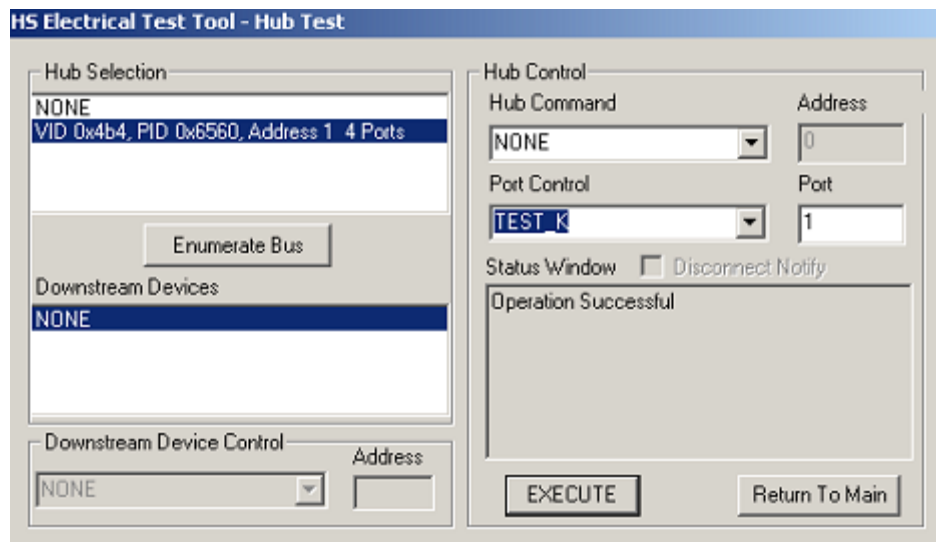 HS Electrical Test Tool - Hub Test
Hub Selection
NONE
VID 0x4b4, PID 0x6560, Address 1  4 Ports
Enumerate Bus
Downstream Devices
NONE
Downstream Device Control
Address
NONE
Hub Control
Hub Command
Address
NONE
0
Port Control
Port
TEST_K
1
Status Window
Disconnect Notify
Operation Successful
EXECUTE
Return To Main